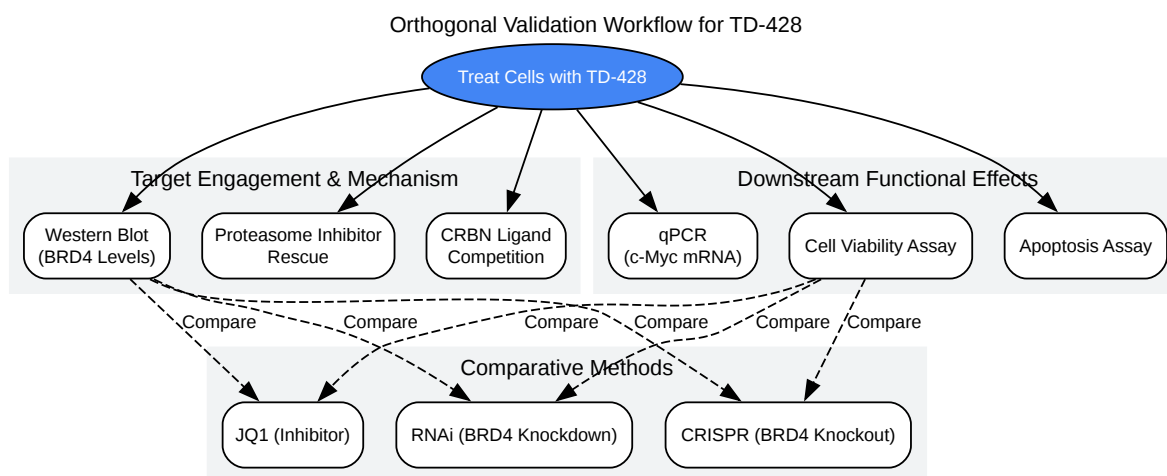 Orthogonal Validation Workflow for TD-428
Treat Cells with TD-428
Target Engagement & Mechanism
Downstream Functional Effects
Western Blot
(BRD4 Levels)
Proteasome Inhibitor
Rescue
CRBN Ligand
Competition
qPCR
(c-Myc mRNA)
Cell Viability Assay
Apoptosis Assay
Compare
Compare
Compare
Compare
Compare
Comparative Methods
JQ1 (Inhibitor)
RNAi (BRD4 Knockdown)
CRISPR (BRD4 Knockout)